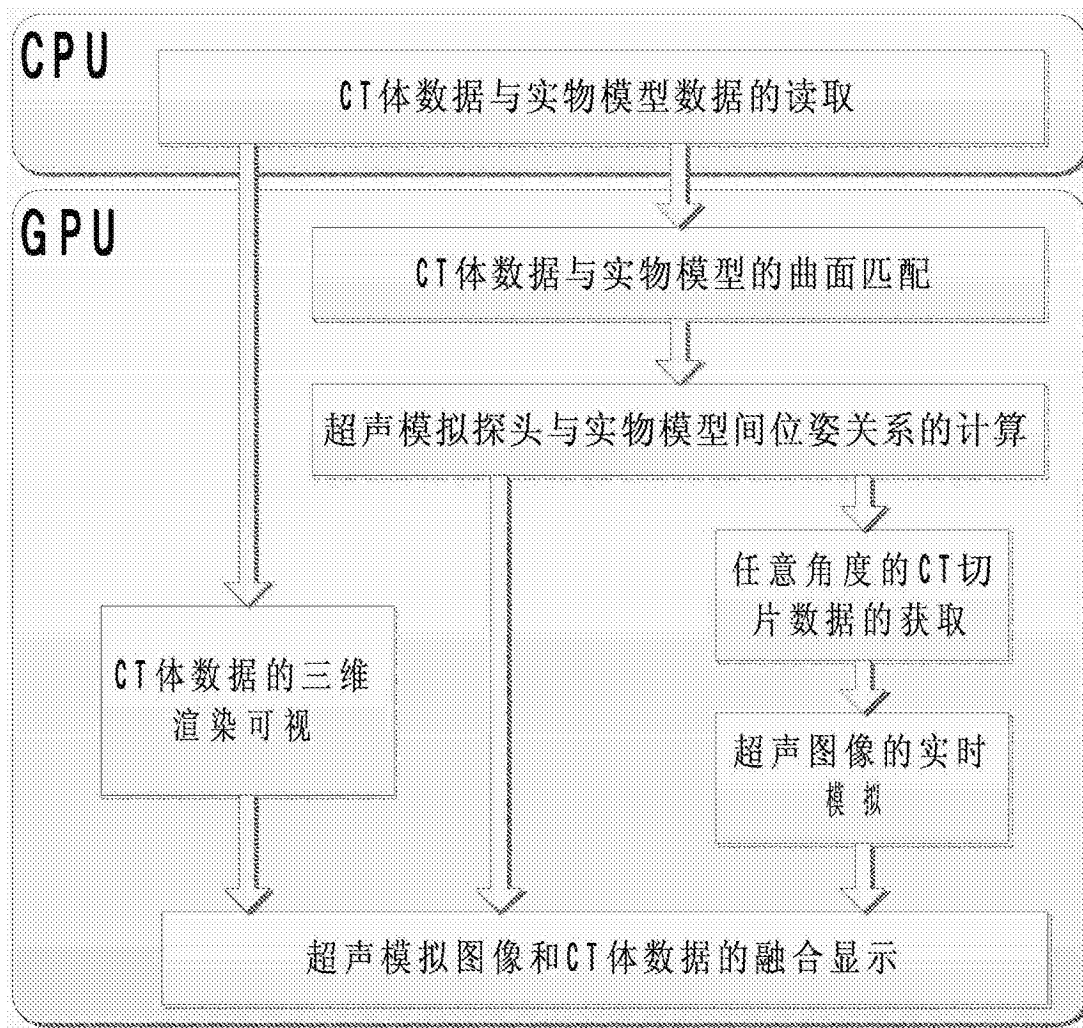 CPU
CT体数据与实物模型数据的读取
GPU
CT体数据与实物模型的曲面匹配
超声模拟探头与实物模型间位姿关系的计算
任意角度的CT切
片数据的获取
CT体数据的三维
渲染可视
超声图像的实时
模拟
超声模拟图像和CT体数据的融合显示